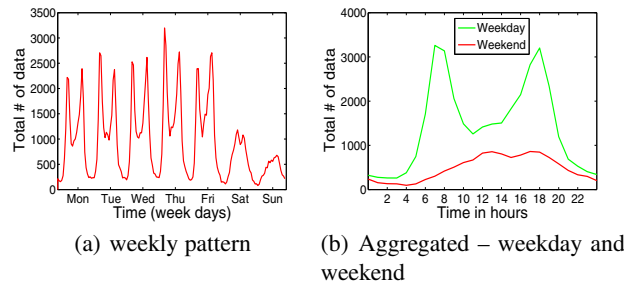 3500
3000
2500
2000
1500
1000
500
0
Total # of data
Mon Tue Wed Thu Fri Sat Sun
Time (week days)
(a) weekly pattern
4000
3000
2000
1000
0
Total # of data
Weekday
Weekend
2 4 6 8 10 12 14 16 18 20 22
Time in hours
(b) Aggregated – weekday and
weekend